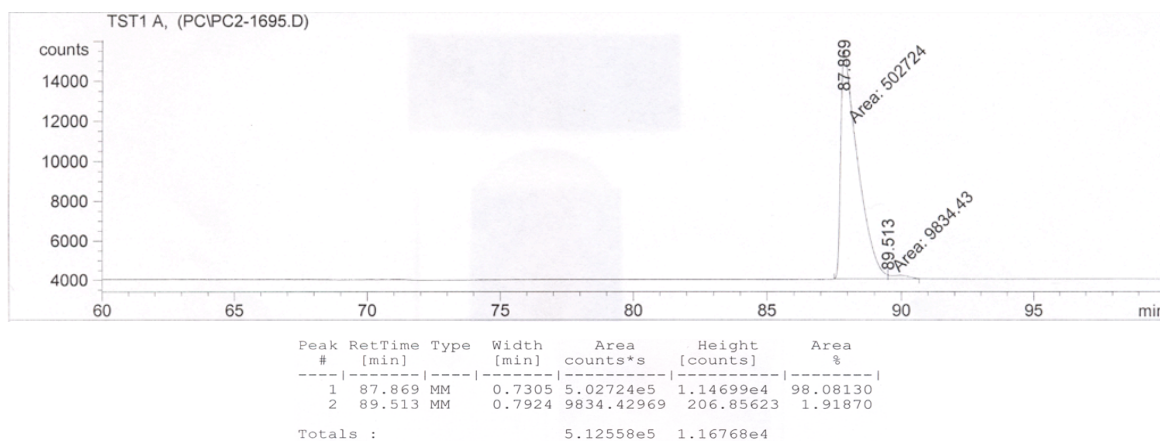 TST1 A, (PC\PC2-1695.D)
counts
14000
12000
10000
8000
6000
4000
87.869
Area: 502724
89.513
Area: 9834.43
60 65 70 75 80 85 90 95 min
Peak RetTime Type Width Area Height Area
# [min] [min] counts*s [counts] %
----|-------|----|-------|----------|----------|--------|
1 87.869 MM 0.7305 5.02724e5 1.14699e4 98.08130
2 89.513 MM 0.7924 9834.42969 206.85623 1.91870
Totals : 5.12558e5 1.16768e4